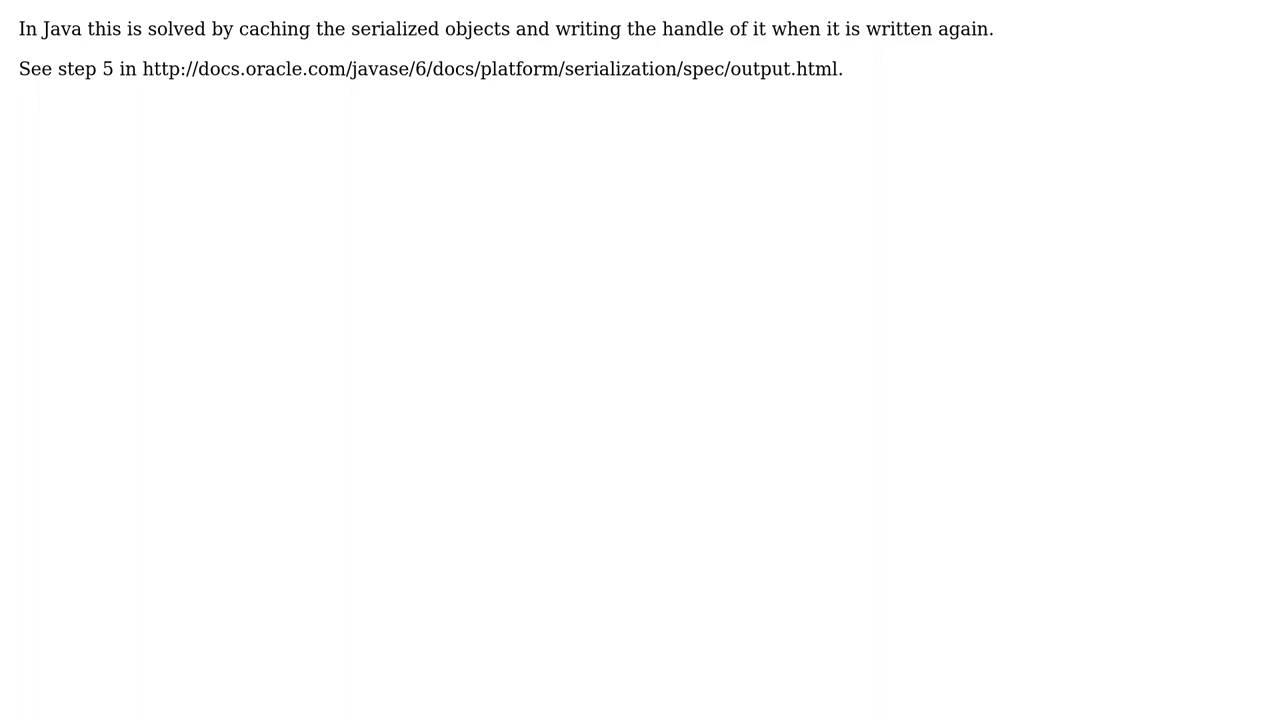 In Java this is solved by caching the serialized objects and writing the handle of it when it is written again.
See step 5 in http://docs.oracle.com/javase/6/docs/platform/serialization/spec/output.html.